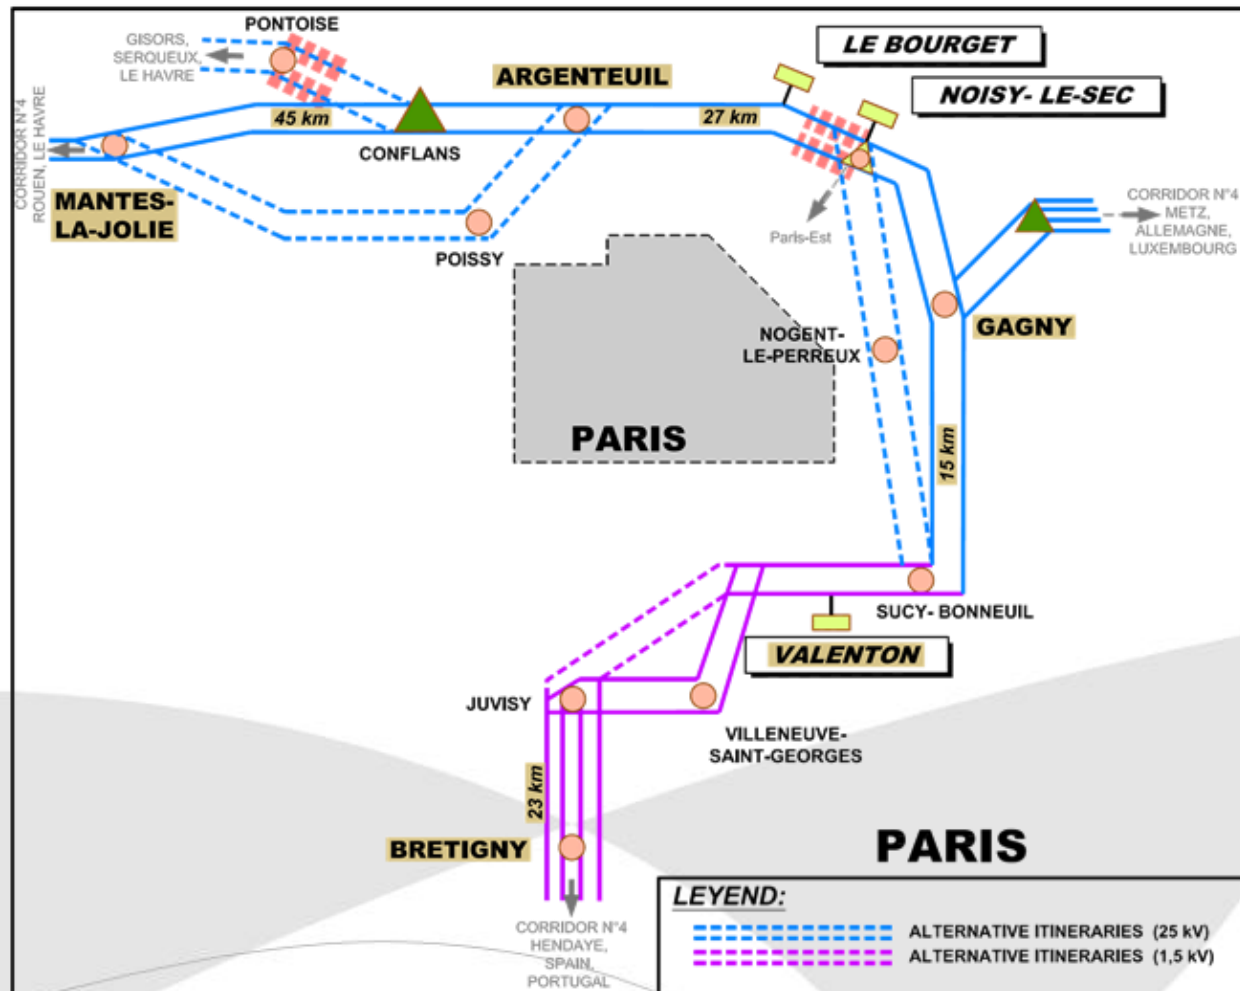 PONTOISE
GISORS,
SERQUEUX,
LE HAVRE
LE BOURGET
ARGENTEUIL
NOISY- LE-SEC
45 km
27 km
CONFLANS
CORRIDOR N°4
ROUEN, LE HAVRE
MANTES-
LA-JOLIE
CORRIDOR N°4
METZ,
ALLEMAGNE,
LUXEMBOURG
Paris-Est
POISSY
GAGNY
NOGENT-
LE-PERREUX
PARIS
15 km
SUCY- BONNEUIL
VALENTON
JUVISY
VILLENEUVE-
SAINT-GEORGES
23 km
BRETIGNY
PARIS
CORRIDOR N°4
HENDAYE,
SPAIN,
PORTUGAL
LEYEND:
ALTERNATIVE ITINERARIES (25 kV)
ALTERNATIVE ITINERARIES (1,5 kV)